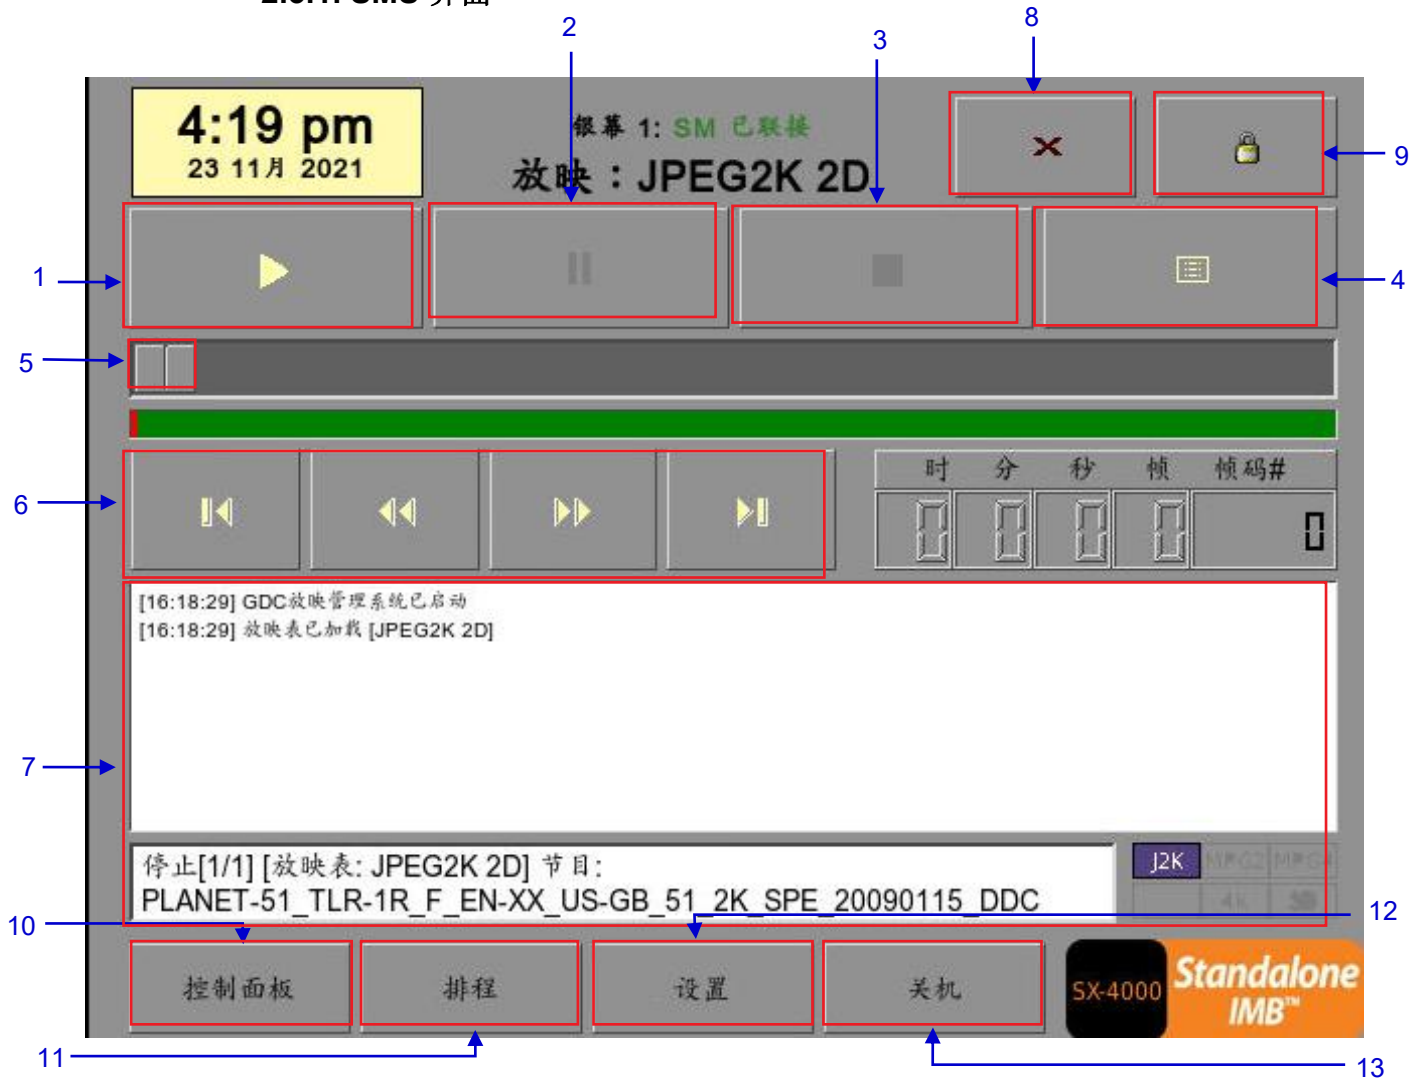 2
8
3
4:19 pm
23 11月 2021
银幕 1: SM 已联接
放映：JPEG2K 2D
9
1
4
5
6
时 分 秒 帧 帧码#
0 0 0 0 0
[16:18:29] GDC放映管理系统已启动
[16:18:29] 放映表已加载 [JPEG2K 2D]
7
停止[1/1] [放映表: JPEG2K 2D] 节目:
PLANET-51_TLR-1R_F_EN-XX_US-GB_51_2K_SPE_20090115_DDC
J2K MPG2 MPG4
4K 3D
10
12
控制面板 排程 设置 关机
SX-4000 Standalone
IMB™
11
13